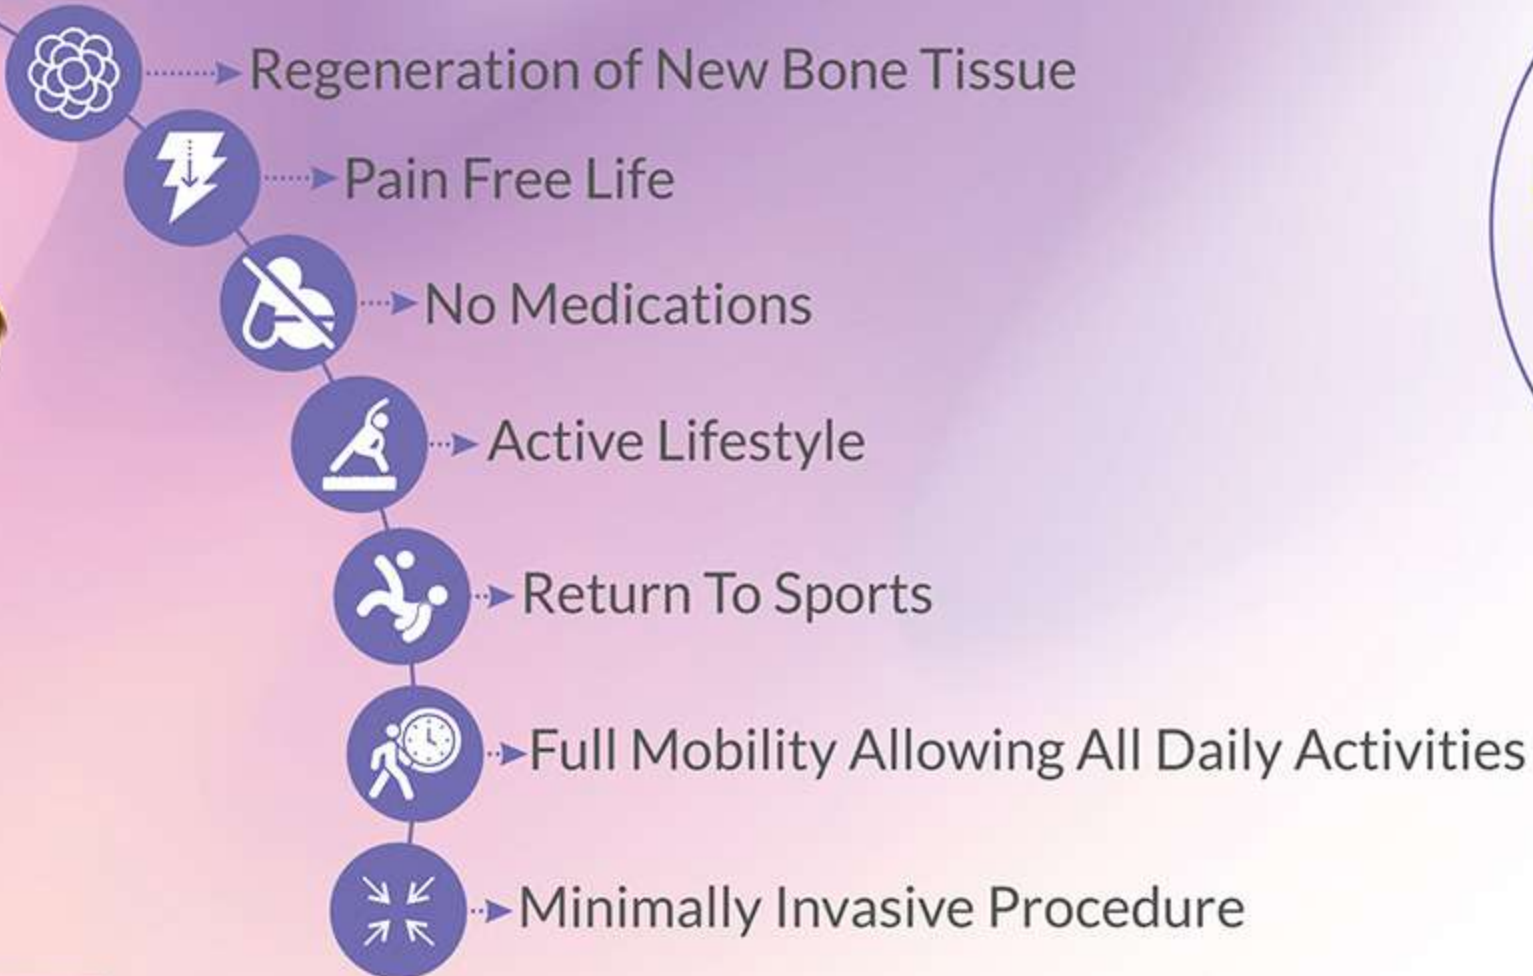 Regeneration of New Bone Tissue
Pain Free Life
No Medications
Active Lifestyle
Return To Sports
Full Mobility Allowing All Daily Activities
Minimally Invasive Procedure